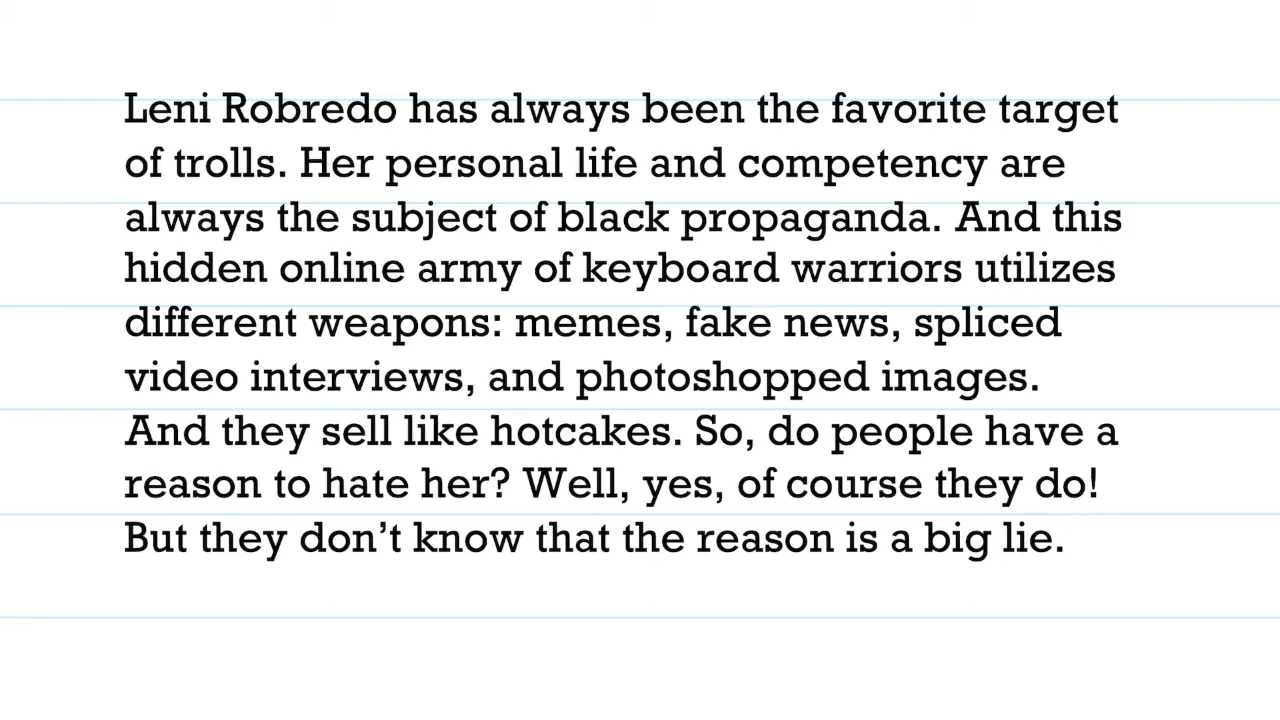 Leni Robredo has always been the favorite target
of trolls. Her personal life and competency are
always the subject of black propaganda. And this
hidden online army of keyboard warriors utilizes
different weapons: memes, fake news, spliced
video interviews, and photoshopped images.
And they sell like hotcakes. So, do people have a
reason to hate her? Well, yes, of course they do!
But they don’t know that the reason is a big lie.